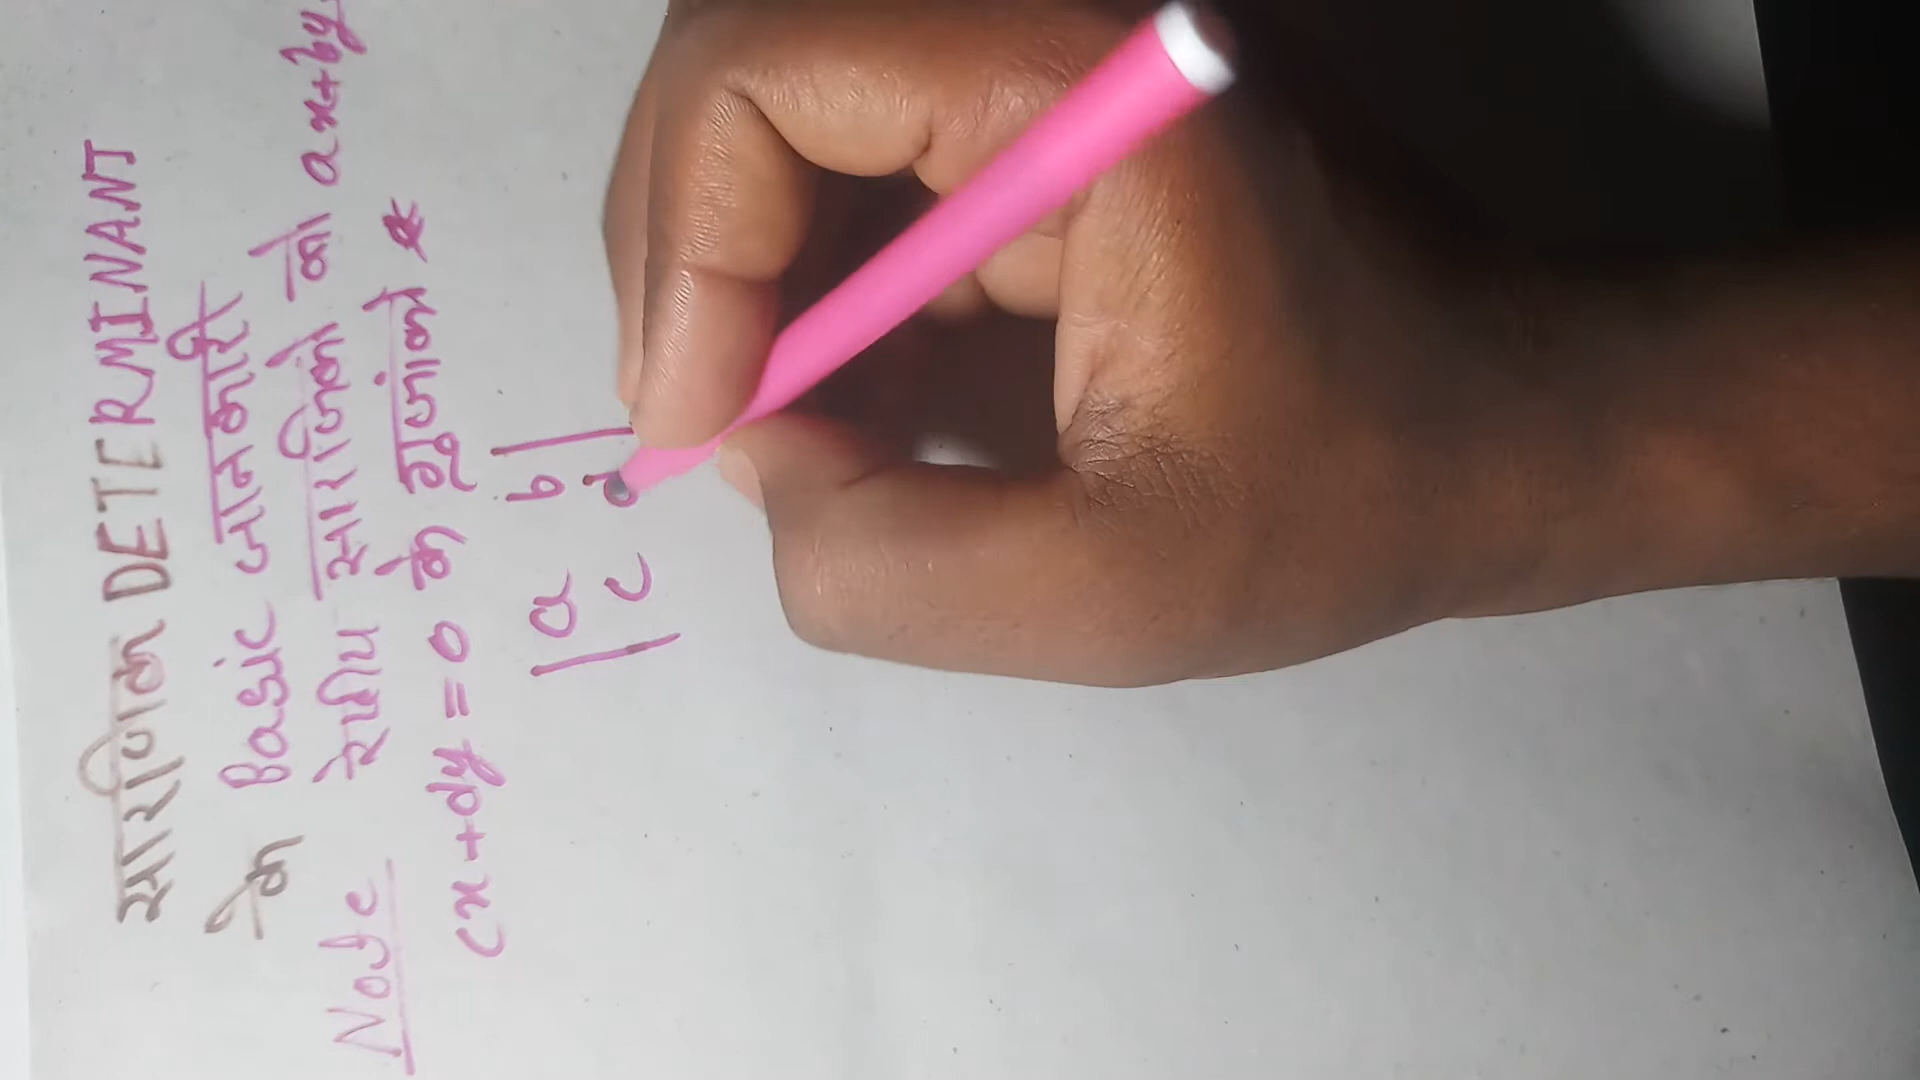 सारणिक DETERMINANT
के Basic जानकारी
Note रेखीय सारणिको को ax+by
cx+dy=0 के गुणांको
|a b|
c d